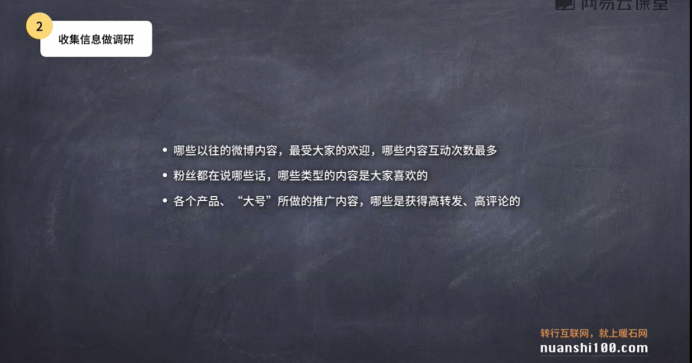 网易云课堂
2
收集信息做调研
• 哪些以往的微博内容，最受大家的欢迎，哪些内容互动次数最多
• 粉丝都在说哪些话，哪些类型的内容是大家喜欢的
• 各个产品、“大号”所做的推广内容，哪些是获得高转发、高评论的
转行互联网，就上暖石网
nuanshi100.com